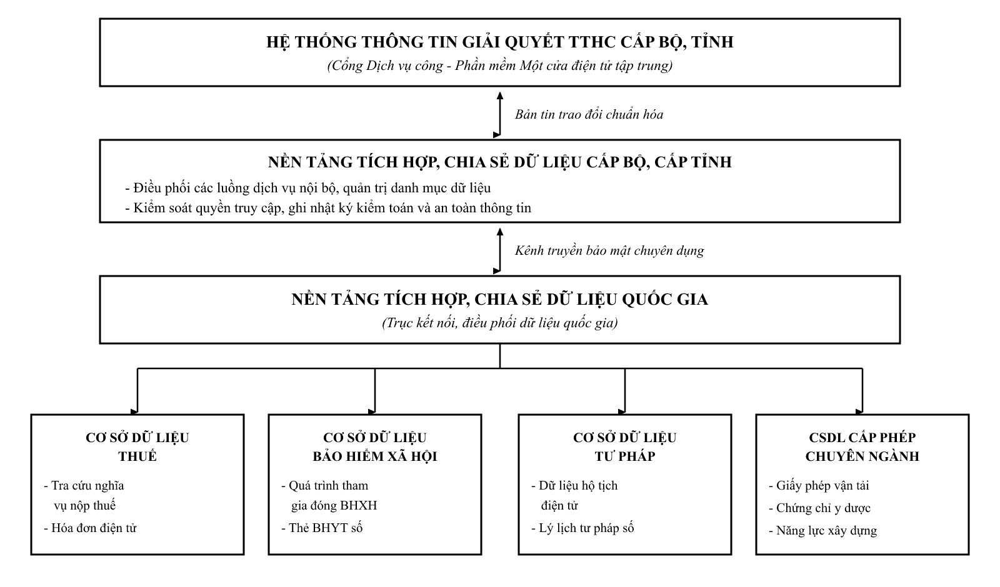 HỆ THỐNG THÔNG TIN GIẢI QUYẾT TTHC CẤP BỘ, TỈNH
(Cổng Dịch vụ công - Phần mềm Một cửa điện tử tập trung)
Bản tin trao đổi chuẩn hóa
NỀN TẢNG TÍCH HỢP, CHIA SẺ DỮ LIỆU CẤP BỘ, CẤP TỈNH
- Điều phối các luồng dịch vụ nội bộ, quản trị danh mục dữ liệu
- Kiểm soát quyền truy cập, ghi nhật ký kiểm toán và an toàn thông tin
Kênh truyền bảo mật chuyên dụng
NỀN TẢNG TÍCH HỢP, CHIA SẺ DỮ LIỆU QUỐC GIA
(Trục kết nối, điều phối dữ liệu quốc gia)
CƠ SỞ DỮ LIỆU
THUẾ
- Tra cứu nghĩa
vụ nộp thuế
- Hóa đơn điện tử
CƠ SỞ DỮ LIỆU
BẢO HIỂM XÃ HỘI
- Quá trình tham
gia đóng BHXH
- Thẻ BHYT số
CƠ SỞ DỮ LIỆU
TƯ PHÁP
- Dữ liệu hộ tịch
điện tử
- Lý lịch tư pháp số
CSDL CẤP PHÉP
CHUYÊN NGÀNH
- Giấy phép vận tải
- Chứng chỉ y dược
- Năng lực xây dựng